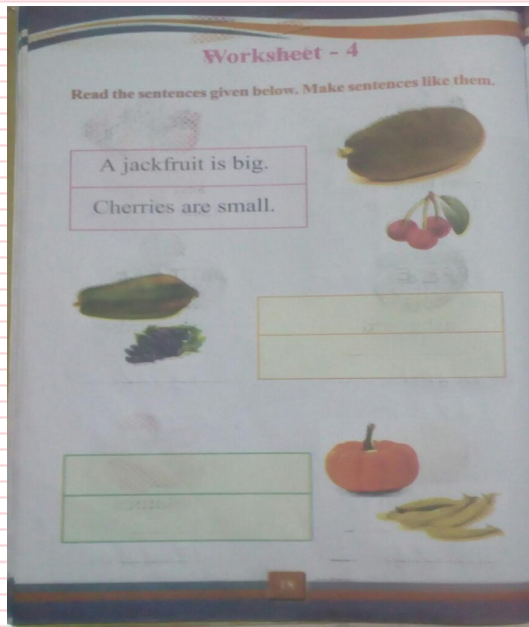 Worksheet - 4
Read the sentences given below. Make sentences like them.
A jackfruit is big.
Cherries are small.